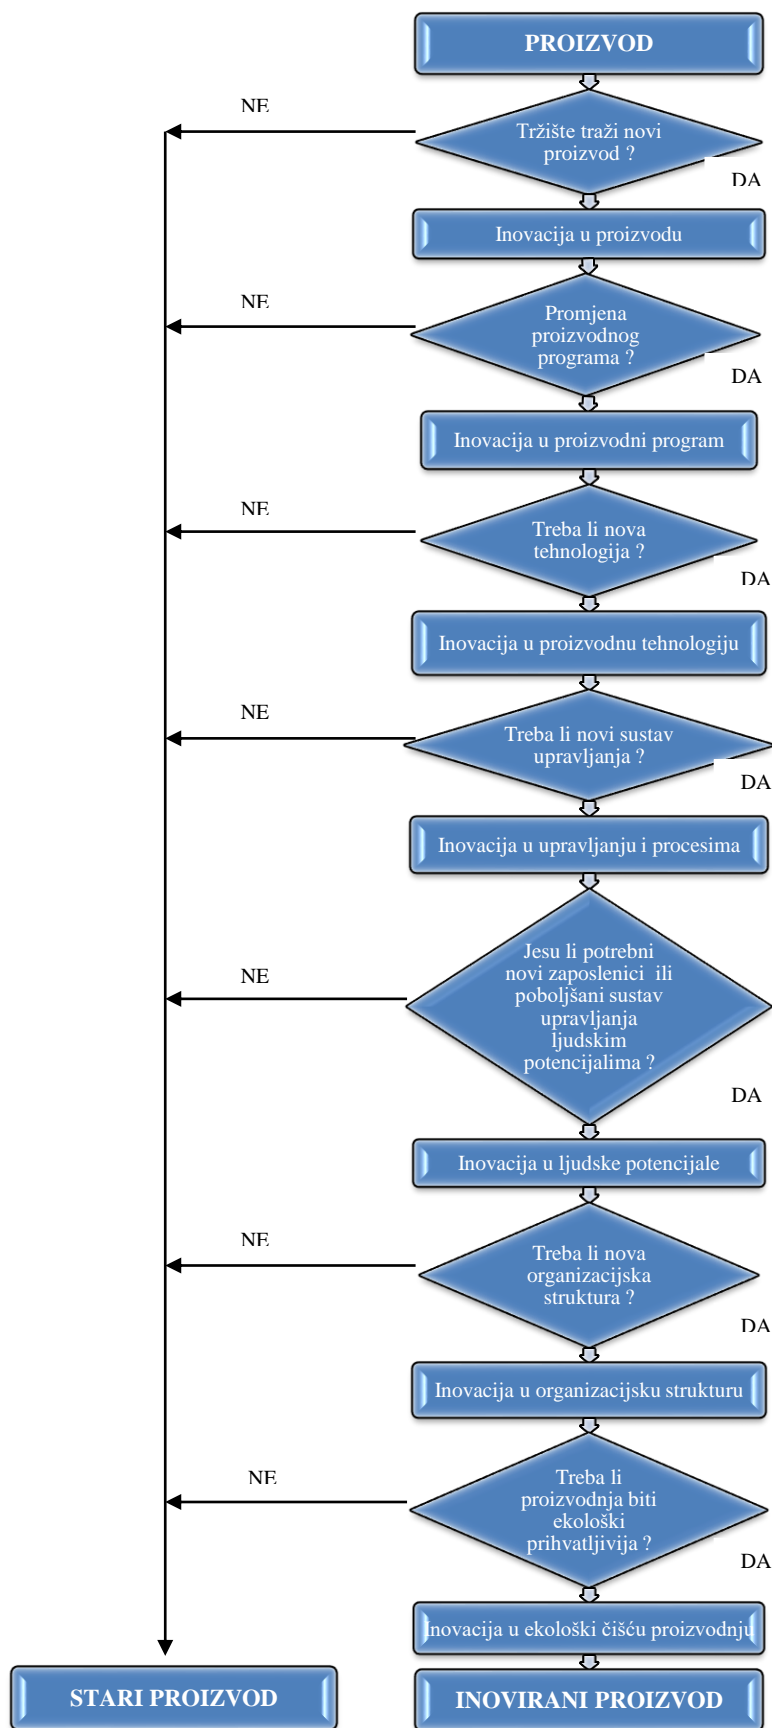 PROIZVOD
NE
Tržište traži novi
proizvod ?
DA
Inovacija u proizvodu
NE
Promjena
proizvodnog
programa ?
DA
Inovacija u proizvodni program
NE
Treba li nova
tehnologija ?
DA
Inovacija u proizvodnu tehnologiju
NE
Treba li novi sustav
upravljanja ?
DA
Inovacija u upravljanju i procesima
Jesu li potrebni
novi zaposlenici ili
poboljšani sustav
upravljanja
ljudskim
potencijalima ?
NE
DA
Inovacija u ljudske potencijale
NE
Treba li nova
organizacijska
struktura ?
DA
Inovacija u organizacijsku strukturu
NE
Treba li
proizvodnja biti
ekološki
prihvatljivija ?
DA
Inovacija u ekološki čišću proizvodnju
STARI PROIZVOD
INOVIRANI PROIZVOD